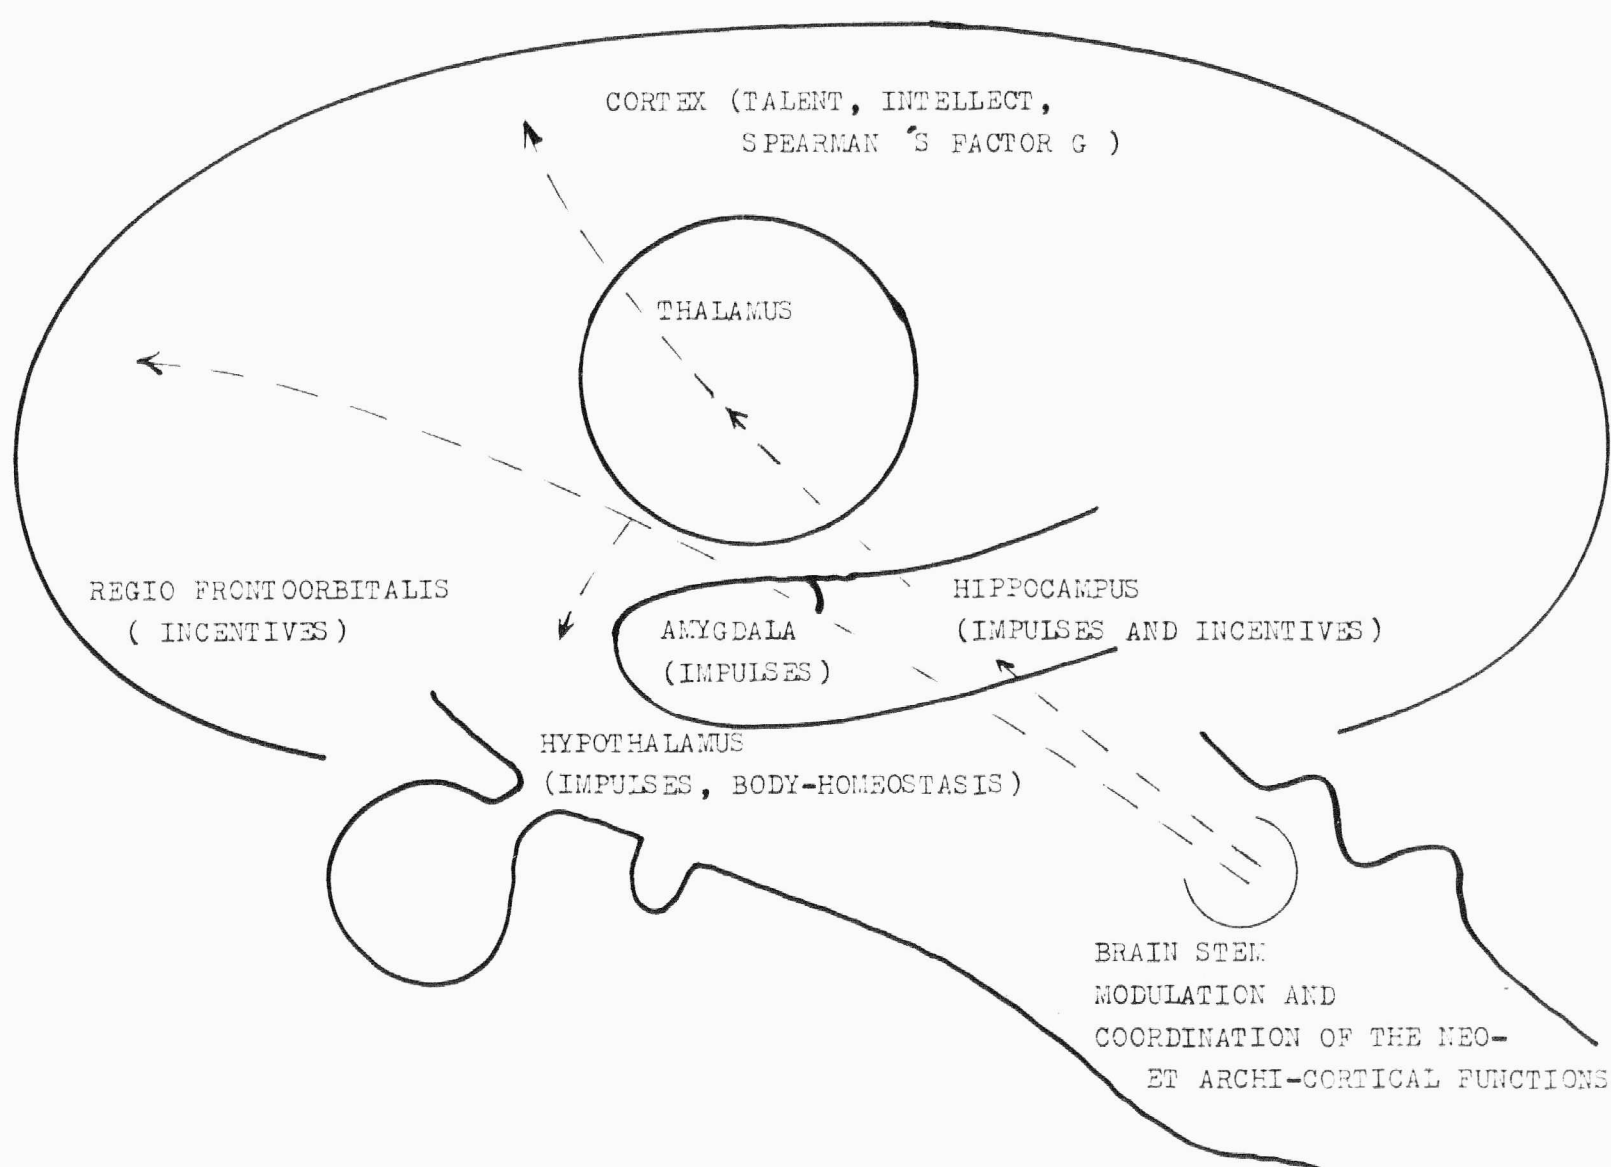 CORTEX (TALENT, INTELLECT,
SPEARMAN 'S FACTOR G )
THALAMUS
REGIO FRONTOORBITALIS
( INCENTIVES)
AMYGDALA
(IMPULSES)
HIPPOCAMPUS
(IMPULSES AND INCENTIVES)
HYPOTHALAMUS
(IMPULSES, BODY-HOMEOSTASIS)
BRAIN STEM
MODULATION AND
COORDINATION OF THE NEO-
ET ARCHI-CORTICAL FUNCTIONS